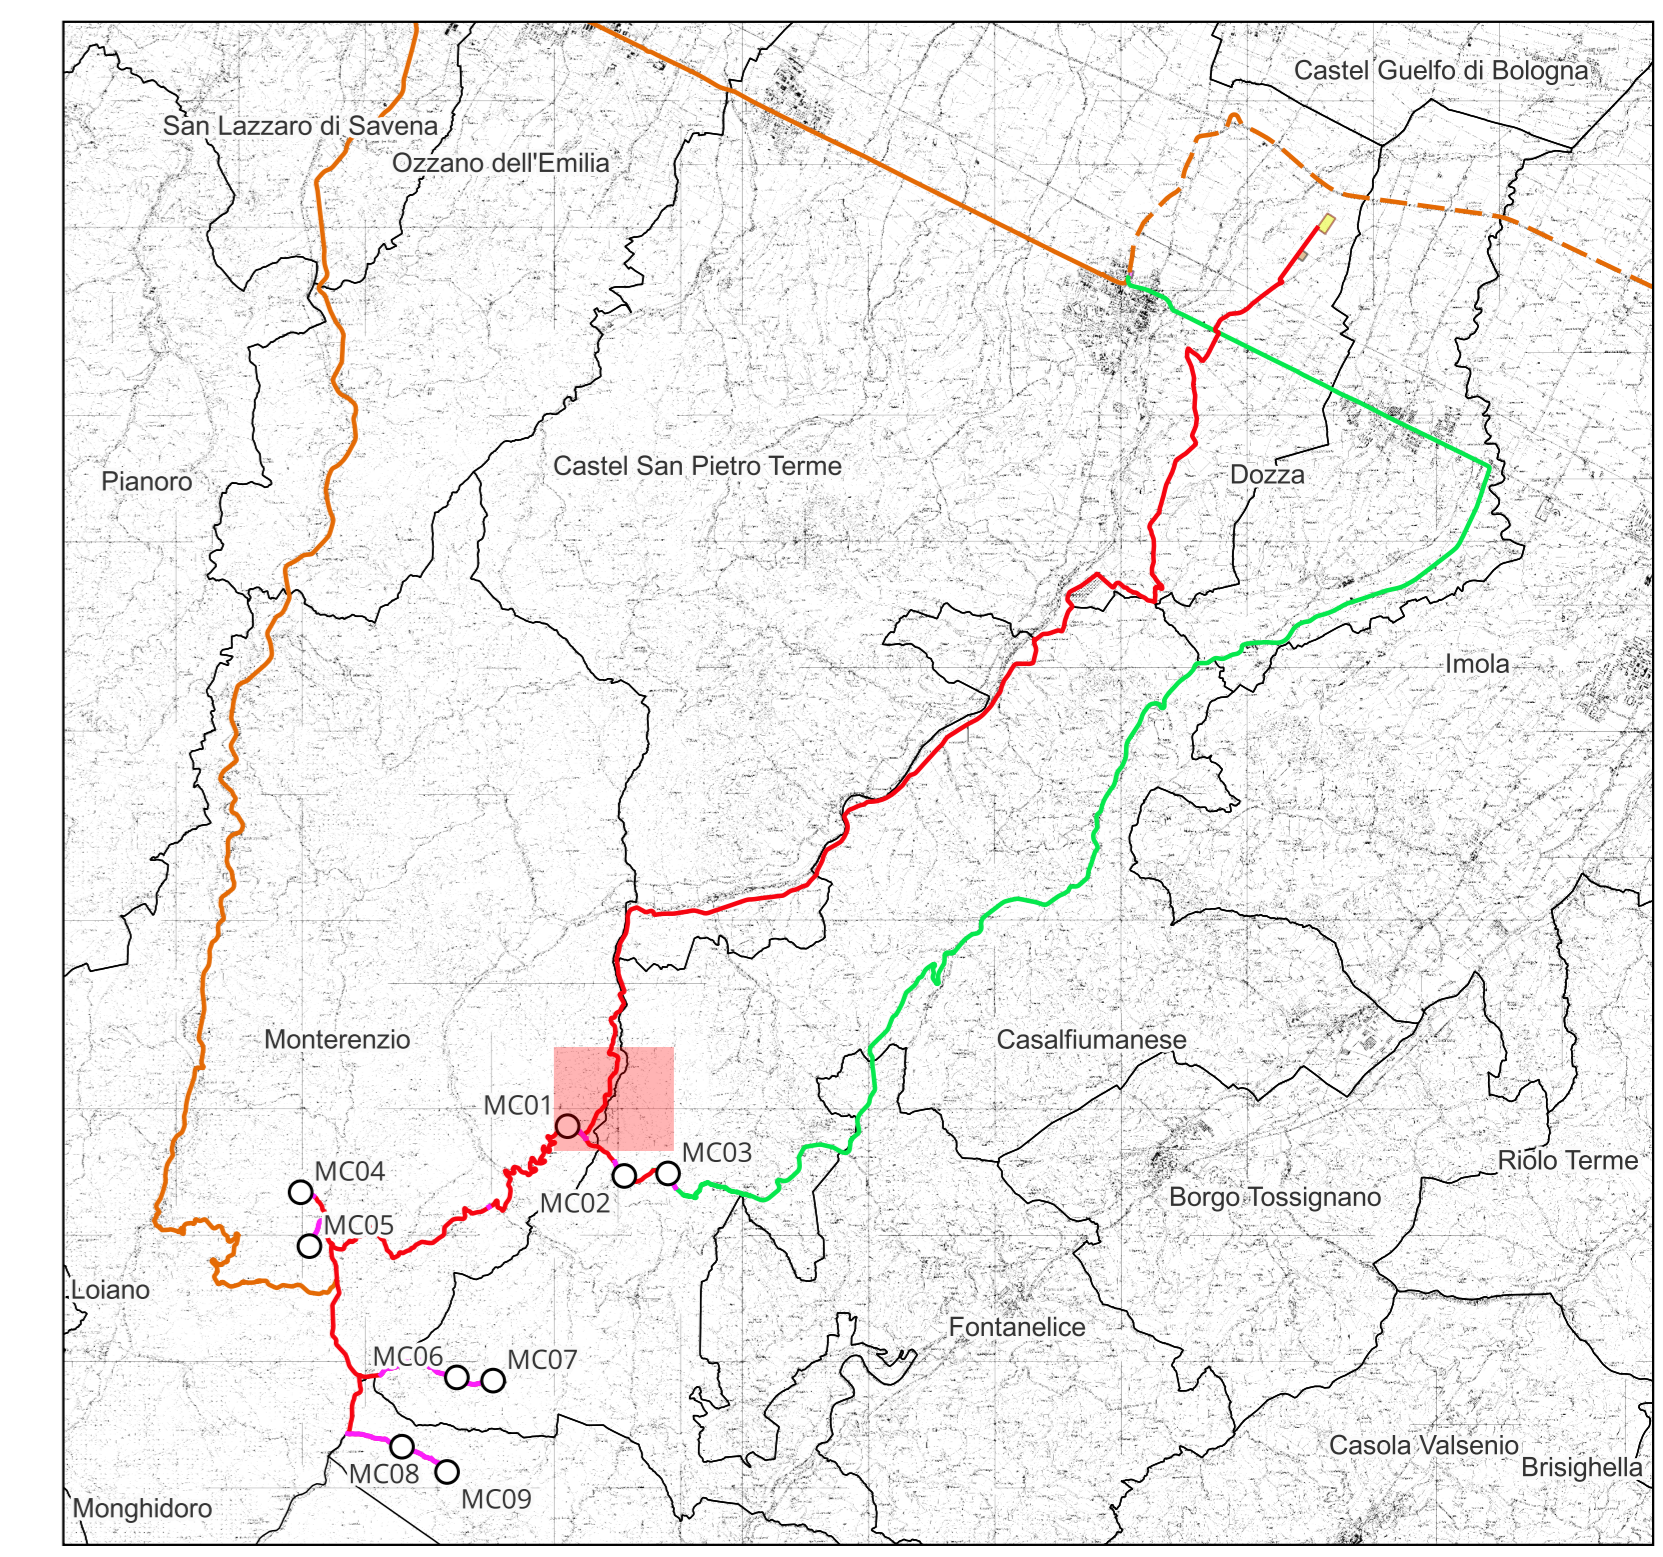 Castel Guelfo di Bologna
San Lazzaro di Savena
Ozzano dell'Emilia
Castel San Pietro Terme
Dozza
Pianoro
Imola
Monterenzio
Casalfiumanese
MC01
MC03
MC02
MC04
MC05
Riolo Terme
Borgo Tossignano
Loiano
Fontanelice
MC06
MC07
Casola Valsenio
Brisighella
MC08
MC09
Monghidoro